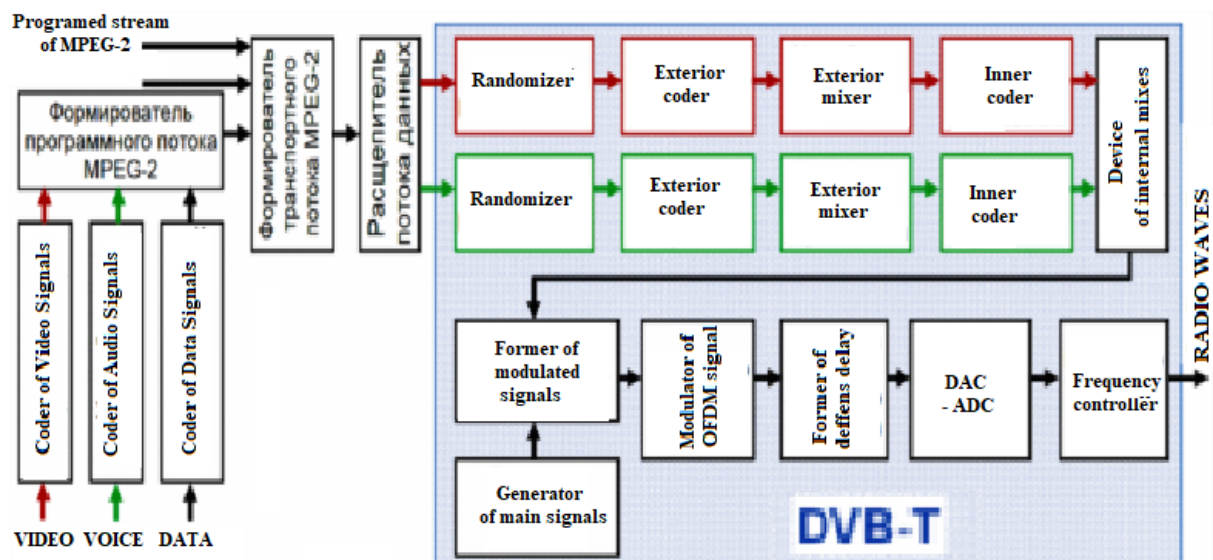 Programed stream
of MPEG-2
Формирователь
программного потока
MPEG-2
Coder of Video Signals
Coder of Audio Signals
Coder of Data Signals
VIDEO VOICE DATA
Формирователь
транспортного
потока MPEG-2
Расщепитель
потока данных
Randomizer
Exterior
coder
Exterior
mixer
Inner
coder
Randomizer
Exterior
coder
Exterior
mixer
Inner
coder
Device
of internal mixes
Former of
modulated
signals
Modulator of
OFDM signal
Former of
deffens delay
DAC
- ADC
Frequency
controller
RADIO WAVES
Generator
of main signals
DVB-T